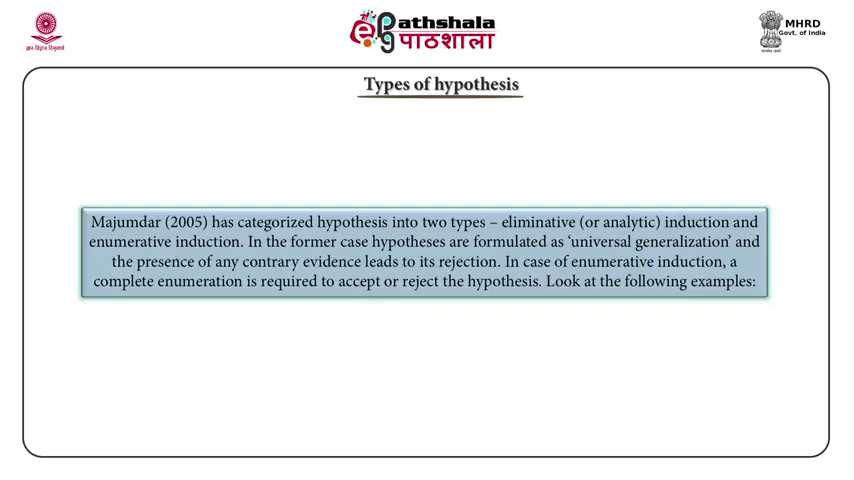 ePathshala
पाठशाला
MHRD
Govt. of India
Types of hypothesis
Majumdar (2005) has categorized hypothesis into two types – eliminative (or analytic) induction and
enumerative induction. In the former case hypotheses are formulated as ‘universal generalization’ and
the presence of any contrary evidence leads to its rejection. In case of enumerative induction, a
complete enumeration is required to accept or reject the hypothesis. Look at the following examples: